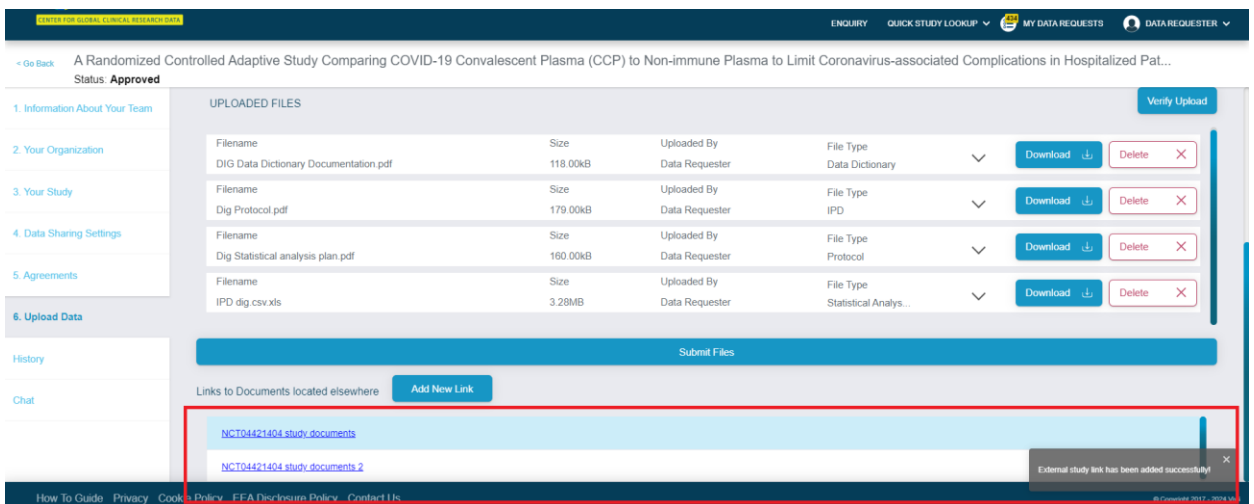 CENTER FOR GLOBAL CLINICAL RESEARCH DATA
ENQUIRY QUICK STUDY LOOKUP 434 MY DATA REQUESTS DATA REQUESTER
< Go Back A Randomized Controlled Adaptive Study Comparing COVID-19 Convalescent Plasma (CCP) to Non-immune Plasma to Limit Coronavirus-associated Complications in Hospitalized Pat...
Status: Approved
1. Information About Your Team
2. Your Organization
3. Your Study
4. Data Sharing Settings
5. Agreements
6. Upload Data
History
Chat
UPLOADED FILES Verify Upload
Filename Size Uploaded By File Type
DIG Data Dictionary Documentation.pdf 118.00kB Data Requester Data Dictionary Download Delete
Filename Size Uploaded By File Type
Dig Protocol.pdf 179.00kB Data Requester IPD Download Delete
Filename Size Uploaded By File Type
Dig Statistical analysis plan.pdf 160.00kB Data Requester Protocol Download Delete
Filename Size Uploaded By File Type
IPD dig.csv.xls 3.28MB Data Requester Statistical Analys... Download Delete
Submit Files
Links to Documents located elsewhere Add New Link
NCT04421404 study documents
NCT04421404 study documents 2
External study link has been added successfully!
How To Guide Privacy Cookie Policy EEA Disclosure Policy Contact Us
© Copyright 2017 - 2024